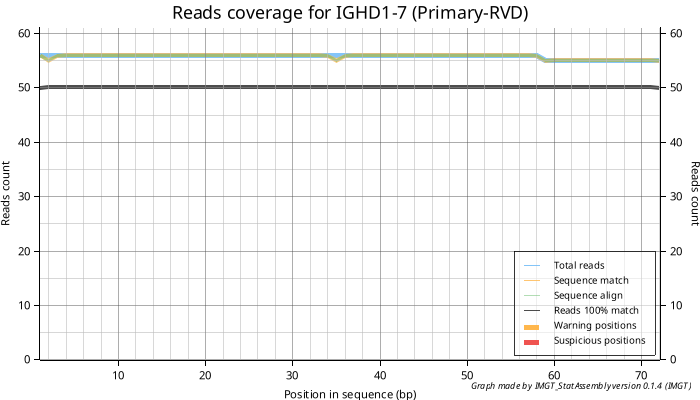 Reads coverage for IGHD1-7 (Primary-RVD)
60 60
50 50
40 40
30 30
20 20
10 10
0 0
Reads count
Reads count
Total reads
Sequence match
Sequence align
Reads 100% match
Warning positions
Suspicious positions
10 20 30 40 50 60 70
Position in sequence (bp)
Graph made by IMGT_StatAssembly version 0.1.4 (IMGT)